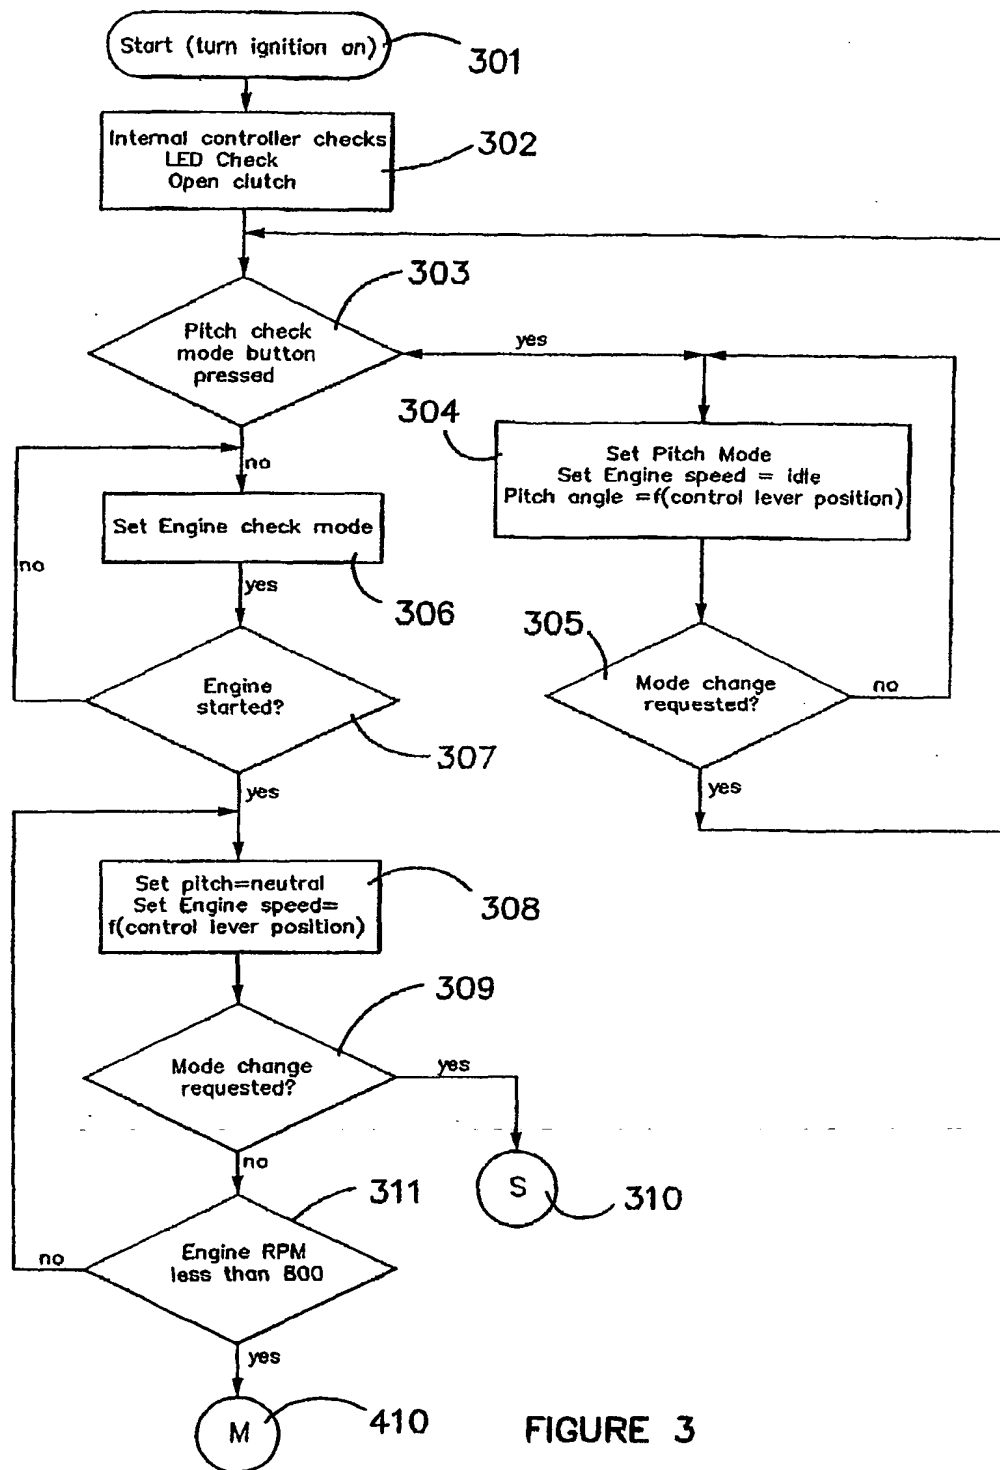 Start (turn ignition on)
301
Internal controller checks
LED Check
Open clutch
302
303
Pitch check
mode button
pressed
yes
304
Set Pitch Mode
Set Engine speed = idle
Pitch angle =f(control lever position)
no
Set Engine check mode
no
yes
306
305
Mode change
requested?
no
Engine
started?
307
yes
yes
Set pitch=neutral
Set Engine speed=
f(control lever position)
308
309
Mode change
requested?
yes
no
S
310
311
Engine RPM
less than 800
no
yes
M
410
FIGURE 3